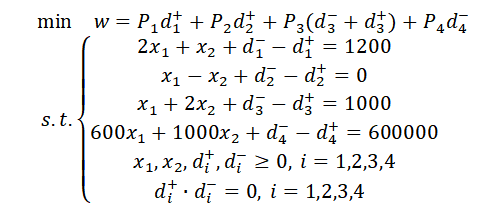 min w = P₁d₁⁺ + P₂d₂⁺ + P₃(d₃⁻ + d₃⁺) + P₄d₄⁻
2x₁ + x₂ + d₁⁻ − d₁⁺ = 1200
x₁ − x₂ + d₂⁻ − d₂⁺ = 0
x₁ + 2x₂ + d₃⁻ − d₃⁺ = 1000
s.t. { 600x₁ + 1000x₂ + d₄⁻ − d₄⁺ = 600000
x₁, x₂, dᵢ⁺, dᵢ⁻ ≥ 0, i = 1,2,3,4
dᵢ⁺ · dᵢ⁻ = 0, i = 1,2,3,4